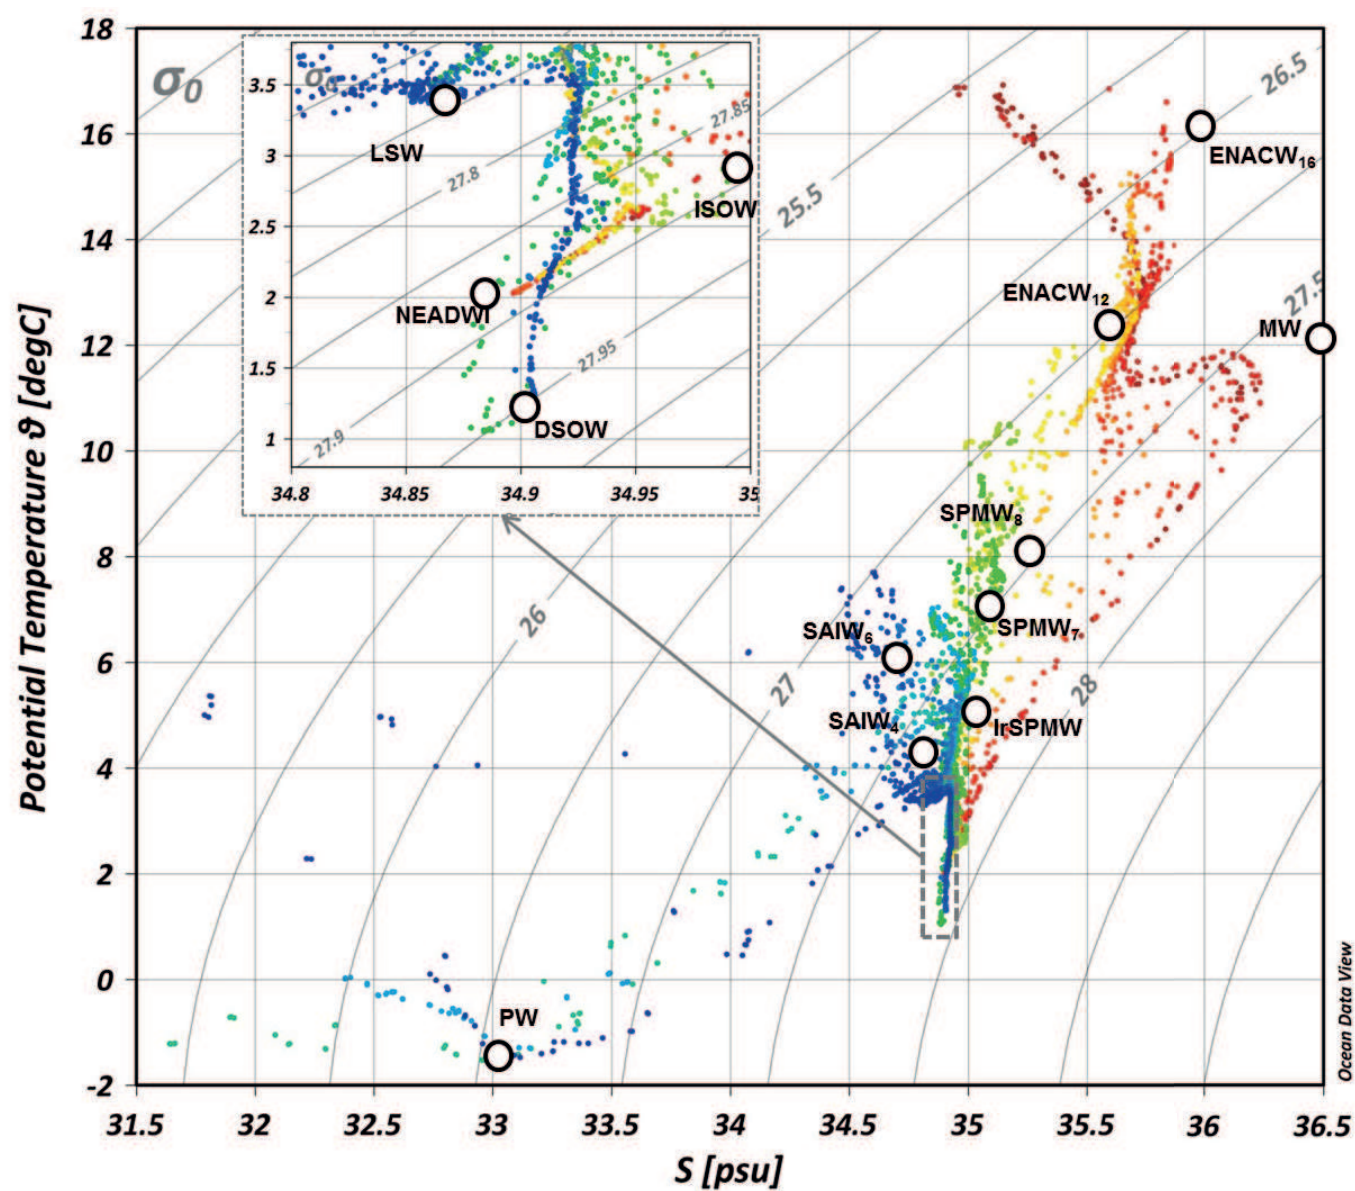 18
16
14
12
10
8
6
4
2
0
-2
Potential Temperature ϑ [degC]
31.5 32 32.5 33 33.5 34 34.5 35 35.5 36 36.5
S [psu]
σ₀
25.5
26
26.5
27
27.5
28
ENACW₁₆
ENACW₁₂
MW
SPMW₈
SPMW₇
SAIW₆
SAIW₄
IrSPMW
PW
3.5
3
2.5
2
1.5
1
34.8 34.85 34.9 34.95 35
σ₀
27.8
27.85
27.9
27.95
LSW
ISOW
NEADWl
DSOW
Ocean Data View